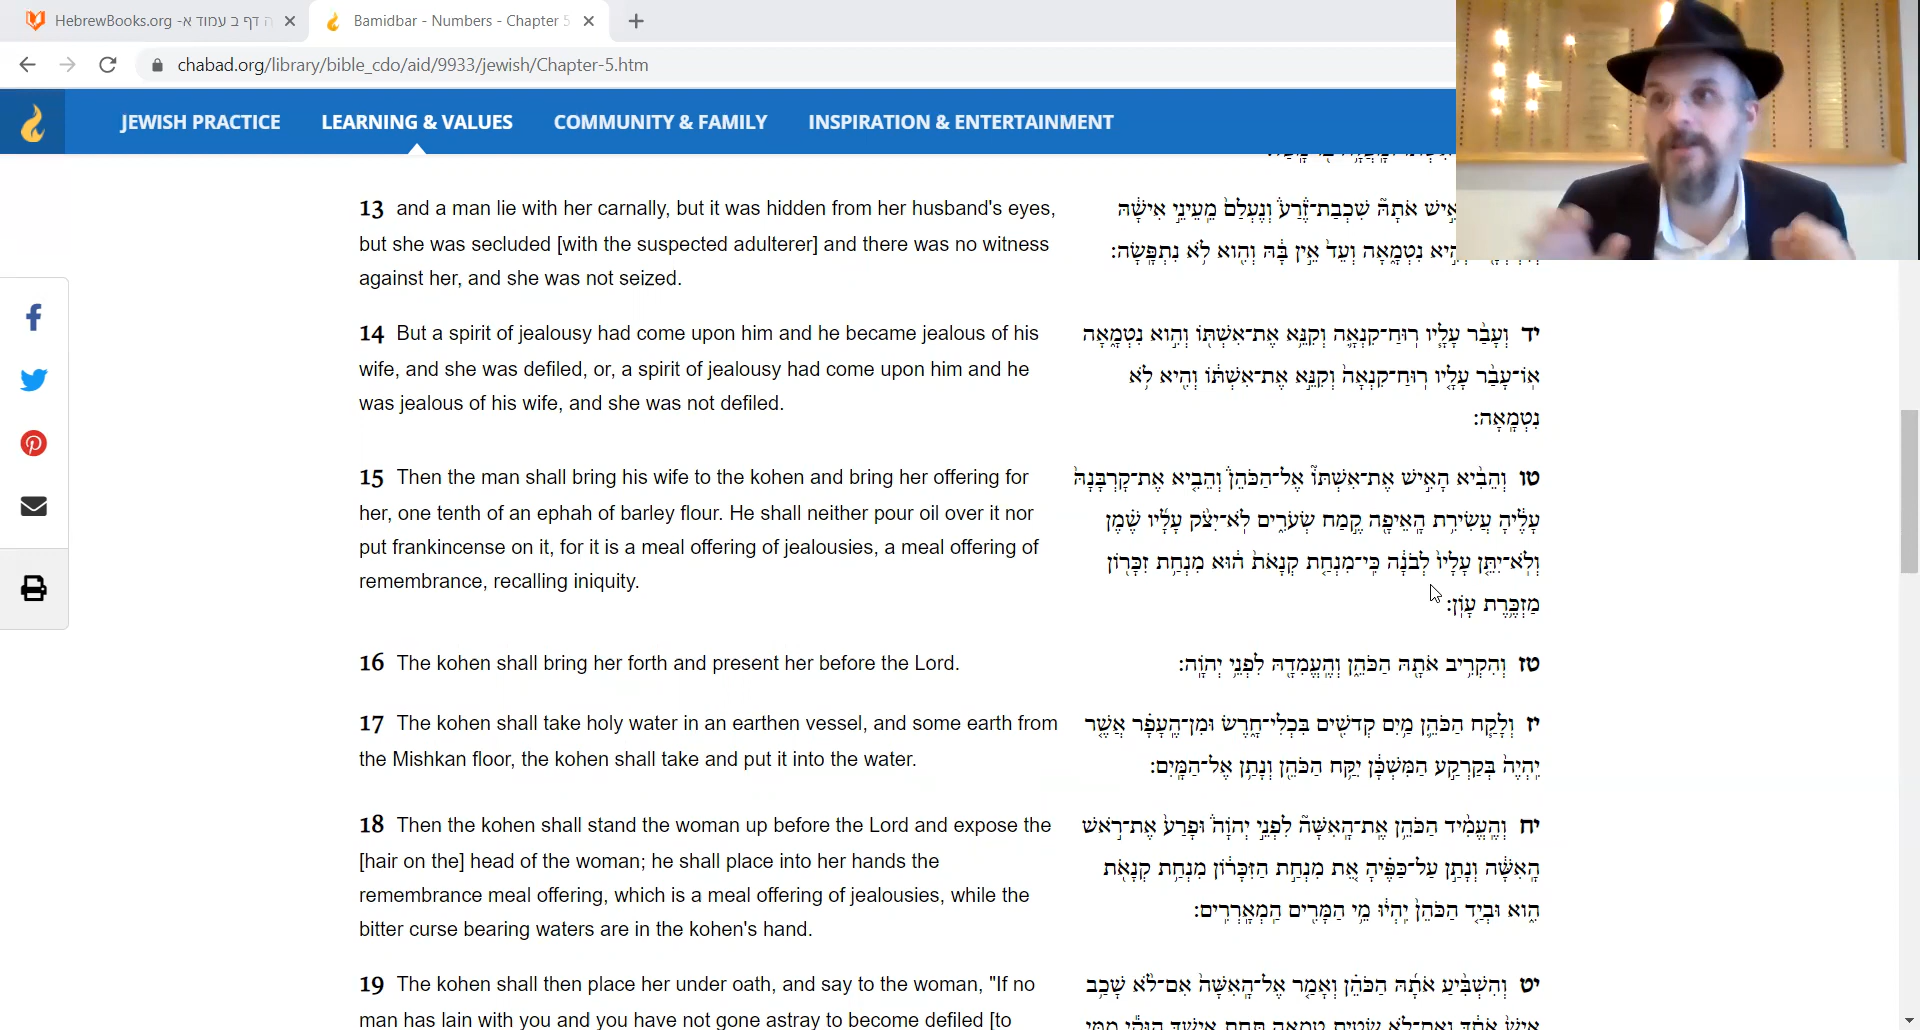 HebrewBooks.org -ה דף ב עמוד א
Bamidbar - Numbers - Chapter 5
chabad.org/library/bible_cdo/aid/9933/jewish/Chapter-5.htm
JEWISH PRACTICE
LEARNING & VALUES
COMMUNITY & FAMILY
INSPIRATION & ENTERTAINMENT
13 and a man lie with her carnally, but it was hidden from her husband's eyes,
but she was secluded [with the suspected adulterer] and there was no witness
against her, and she was not seized.
אִ֣ישׁ אֹתָהּ֘ שִׁכְבַת־זֶ֒רַע֒ וְנֶעְלַם֙ מֵעֵינֵ֣י אִישָׁ֔הּ
הִ֣יא נִטְמָ֑אָה וְעֵד֙ אֵ֣ין בָּ֔הּ וְהִ֖וא לֹ֥א נִתְפָּֽשָׂה:
14 But a spirit of jealousy had come upon him and he became jealous of his
wife, and she was defiled, or, a spirit of jealousy had come upon him and he
was jealous of his wife, and she was not defiled.
יד וְעָבַ֨ר עָלָ֧יו רֽוּחַ־קִנְאָ֛ה וְקִנֵּ֥א אֶת־אִשְׁתּ֖וֹ וְהִ֣וא נִטְמָ֑אָה
אֽוֹ־עָבַ֨ר עָלָ֤יו רֽוּחַ־קִנְאָה֙ וְקִנֵּ֣א אֶת־אִשְׁתּ֔וֹ וְהִ֖יא לֹ֥א
נִטְמָֽאָה:
15 Then the man shall bring his wife to the kohen and bring her offering for
her, one tenth of an ephah of barley flour. He shall neither pour oil over it nor
put frankincense on it, for it is a meal offering of jealousies, a meal offering of
remembrance, recalling iniquity.
טו וְהֵבִ֨יא הָאִ֣ישׁ אֶת־אִשְׁתּוֹ֘ אֶל־הַכֹּהֵן֒ וְהֵבִ֤יא אֶת־קָרְבָּנָהּ֙
עָלֶ֔יהָ עֲשִׂירִ֥ת הָֽאֵיפָ֖ה קֶ֣מַח שְׂעֹרִ֑ים לֹֽא־יִצֹ֨ק עָלָ֜יו שֶׁ֗מֶן
וְלֹֽא־יִתֵּ֤ן עָלָיו֙ לְבֹנָ֔ה כִּֽי־מִנְחַ֤ת קְנָאֹת֙ ה֔וּא מִנְחַ֥ת זִכָּר֖וֹן
מַזְכֶּ֥רֶת עָוֽ‍ֹן:
16 The kohen shall bring her forth and present her before the Lord.
טז וְהִקְרִ֥יב אֹתָ֖הּ הַכֹּהֵ֑ן וְהֶֽעֱמִדָ֖הּ לִפְנֵ֥י יְהֹוָֽה:
17 The kohen shall take holy water in an earthen vessel, and some earth from
the Mishkan floor, the kohen shall take and put it into the water.
יז וְלָקַ֧ח הַכֹּהֵ֛ן מַ֥יִם קְדשִׁ֖ים בִּכְלִי־חָ֑רֶשׂ וּמִן־הֶֽעָפָ֗ר אֲשֶׁ֤ר
יִֽהְיֶה֙ בְּקַרְקַ֣ע הַמִּשְׁכָּ֔ן יִקַּ֥ח הַכֹּהֵ֖ן וְנָתַ֥ן אֶל־הַמָּֽיִם:
18 Then the kohen shall stand the woman up before the Lord and expose the
[hair on the] head of the woman; he shall place into her hands the
remembrance meal offering, which is a meal offering of jealousies, while the
bitter curse bearing waters are in the kohen's hand.
יח וְהֶֽעֱמִ֨יד הַכֹּהֵ֥ן אֶת־הָֽאִשָּׁה֘ לִפְנֵ֣י יְהֹוָה֒ וּפָרַע֙ אֶת־רֹ֣אשׁ
הָֽאִשָּׁ֔ה וְנָתַ֣ן עַל־כַּפֶּ֗יהָ אֵ֚ת מִנְחַ֣ת הַזִּכָּר֔וֹן מִנְחַ֥ת קְנָאֹ֖ת
הִ֑וא וּבְיַ֤ד הַכֹּהֵן֙ יִֽהְי֔וּ מֵ֥י הַמָּרִ֖ים הַֽמְאָרֲרִֽים:
19 The kohen shall then place her under oath, and say to the woman, "If no
man has lain with you and you have not gone astray to become defiled [to
יט וְהִשְׁבִּ֨יעַ אֹתָ֜הּ הַכֹּהֵ֗ן וְאָמַ֤ר אֶל־הָֽאִשָּׁה֙ אִם־לֹ֨א שָׁכַ֥ב